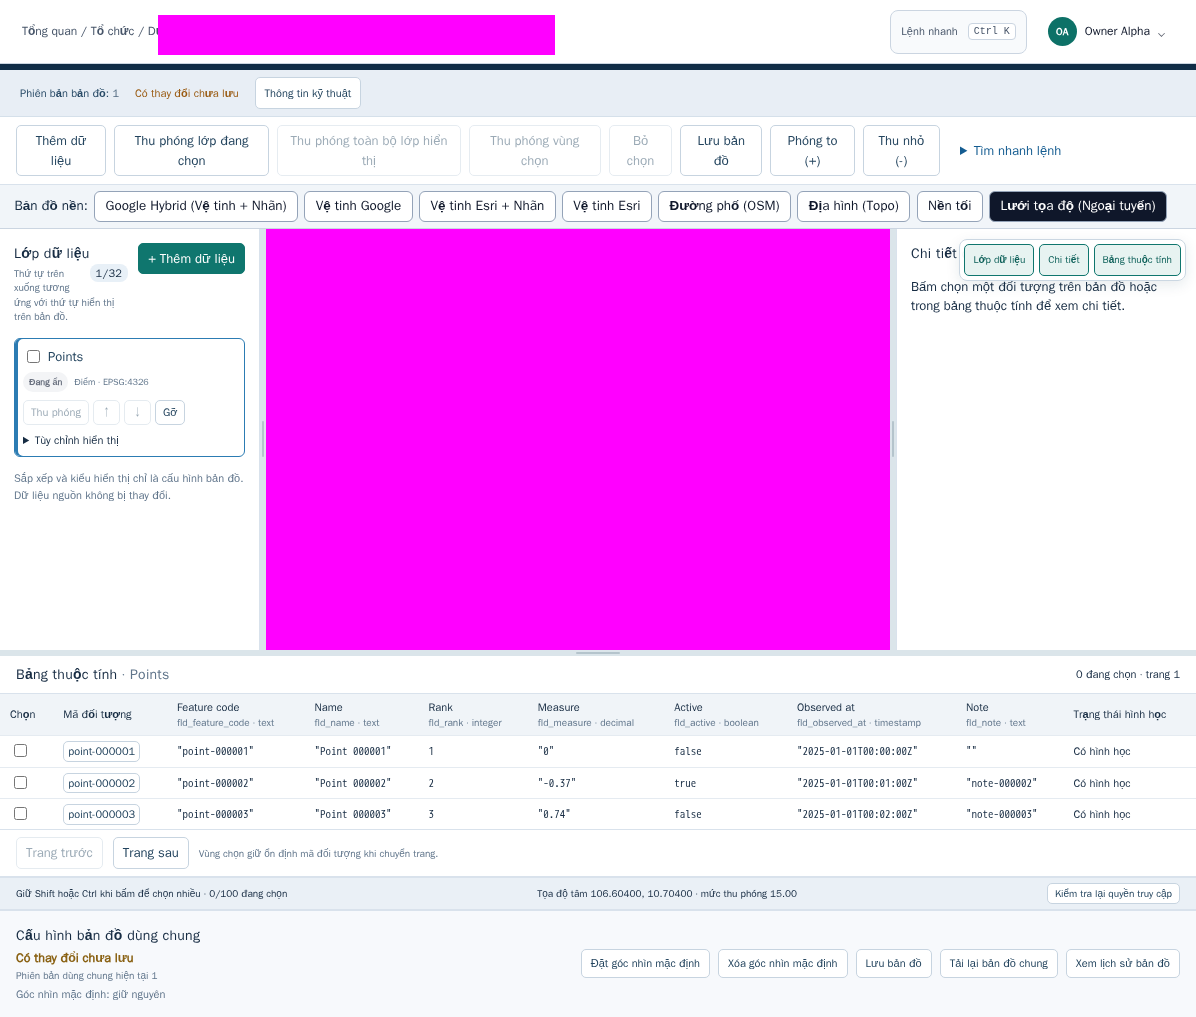 Tổng quan / Tổ chức /
Lệnh nhanh Ctrl K
OA Owner Alpha
Phiên bản bản đồ: 1 Có thay đổi chưa lưu Thông tin kỹ thuật
Thêm dữ liệu
Thu phóng lớp đang chọn
Thu phóng toàn bộ lớp hiển thị
Thu phóng vùng chọn
Bỏ chọn
Lưu bản đồ
Phóng to (+)
Thu nhỏ (-)
Tìm nhanh lệnh
Bản đồ nền: Google Hybrid (Vệ tinh + Nhãn) Vệ tinh Google Vệ tinh Esri + Nhãn Vệ tinh Esri Đường phố (OSM) Địa hình (Topo) Nền tối Lưới tọa độ (Ngoại tuyến)
Lớp dữ liệu
Thứ tự trên
xuống tương
ứng với thứ tự hiển thị
trên bản đồ.
1/32
+ Thêm dữ liệu
Points
Đang ẩn Điểm · EPSG:4326
Thu phóng ↑ ↓ Gỡ
Tùy chỉnh hiển thị
Sắp xếp và kiểu hiển thị chỉ là cấu hình bản đồ.
Dữ liệu nguồn không bị thay đổi.
Chi tiết
Lớp dữ liệu Chi tiết Bảng thuộc tính
Bấm chọn một đối tượng trên bản đồ hoặc
trong bảng thuộc tính để xem chi tiết.
Bảng thuộc tính · Points
0 đang chọn · trang 1
Chọn Mã đối tượng Feature code Name Rank Measure Active Observed at Note Trạng thái hình học
fld_feature_code · text fld_name · text fld_rank · integer fld_measure · decimal fld_active · boolean fld_observed_at · timestamp fld_note · text
point-000001 "point-000001" "Point 000001" 1 "0" false "2025-01-01T00:00:00Z" "" Có hình học
point-000002 "point-000002" "Point 000002" 2 "-0.37" true "2025-01-01T00:01:00Z" "note-000002" Có hình học
point-000003 "point-000003" "Point 000003" 3 "0.74" false "2025-01-01T00:02:00Z" "note-000003" Có hình học
Trang trước Trang sau Vùng chọn giữ ổn định mã đối tượng khi chuyển trang.
Giữ Shift hoặc Ctrl khi bấm để chọn nhiều · 0/100 đang chọn
Tọa độ tâm 106.60400, 10.70400 · mức thu phóng 15.00
Kiểm tra lại quyền truy cập
Cấu hình bản đồ dùng chung
Có thay đổi chưa lưu
Phiên bản dùng chung hiện tại 1
Góc nhìn mặc định: giữ nguyên
Đặt góc nhìn mặc định Xóa góc nhìn mặc định Lưu bản đồ Tải lại bản đồ chung Xem lịch sử bản đồ